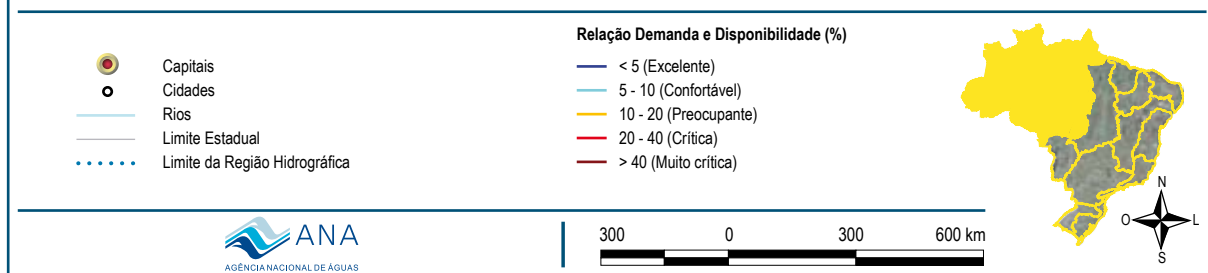 Capitais
Cidades
Rios
Limite Estadual
Limite da Região Hidrográfica
Relação Demanda e Disponibilidade (%)
< 5 (Excelente)
5 - 10 (Confortável)
10 - 20 (Preocupante)
20 - 40 (Crítica)
> 40 (Muito crítica)
N
O
L
S
ANA
AGÊNCIA NACIONAL DE ÁGUAS
300 0 300 600 km